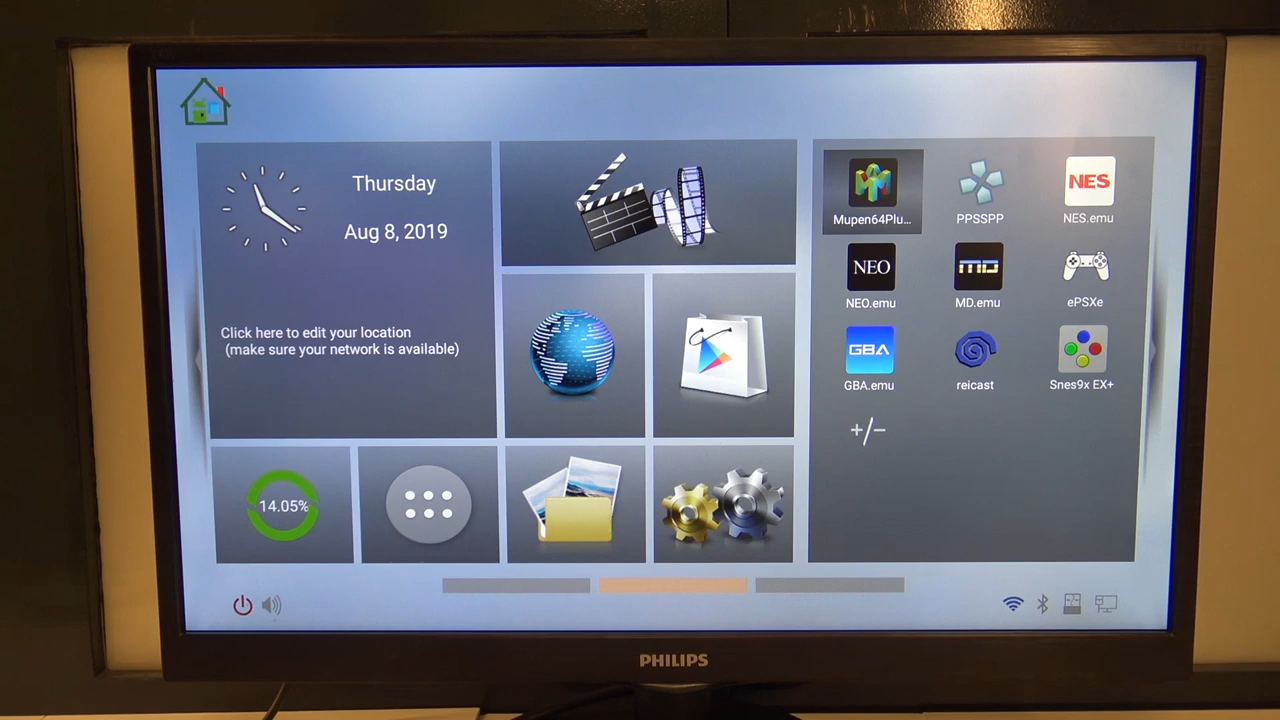 Thursday
Aug 8, 2019
Click here to edit your location
(make sure your network is available)
14.05%
Mupen64Plu...
PPSSPP
NES
NES.emu
NEO
NEO.emu
MD
MD.emu
ePSXe
GBA
GBA.emu
reicast
Snes9x EX+
+/−
PHILIPS